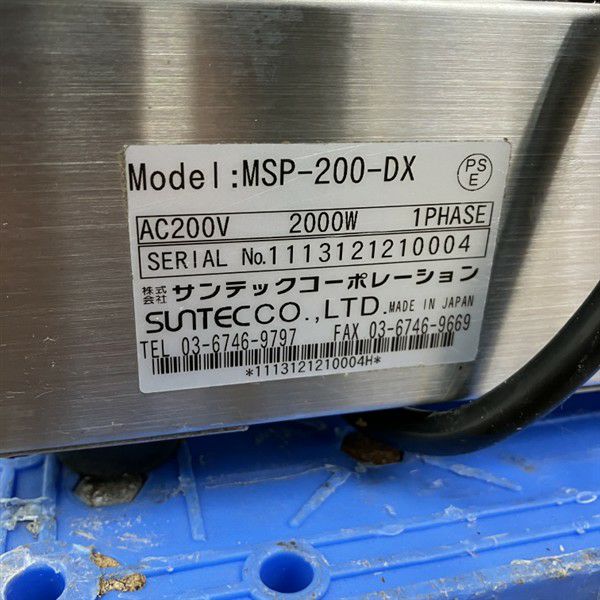 Model:MSP-200-DX
PS
E
AC200V 2000W 1PHASE
SERIAL No.1113121210004
株式会社 サンテックコーポレーション
SUNTECCO.,LTD.MADE IN JAPAN
TEL 03-6746-9797 FAX 03-6746-9669
*1113121210004H*